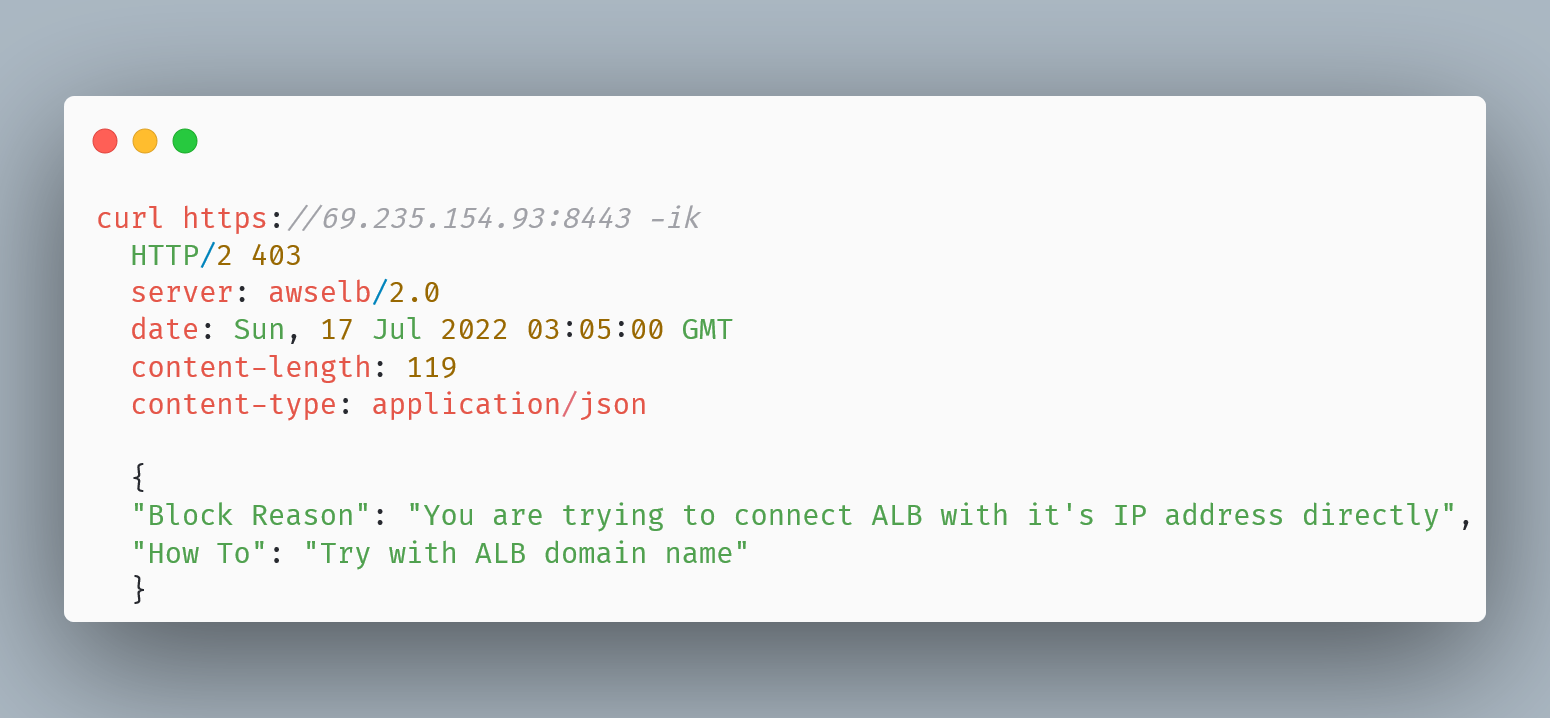 curl https://69.235.154.93:8443 -ik
HTTP/2 403
server: awselb/2.0
date: Sun, 17 Jul 2022 03:05:00 GMT
content-length: 119
content-type: application/json
{
"Block Reason": "You are trying to connect ALB with it's IP address directly",
"How To": "Try with ALB domain name"
}